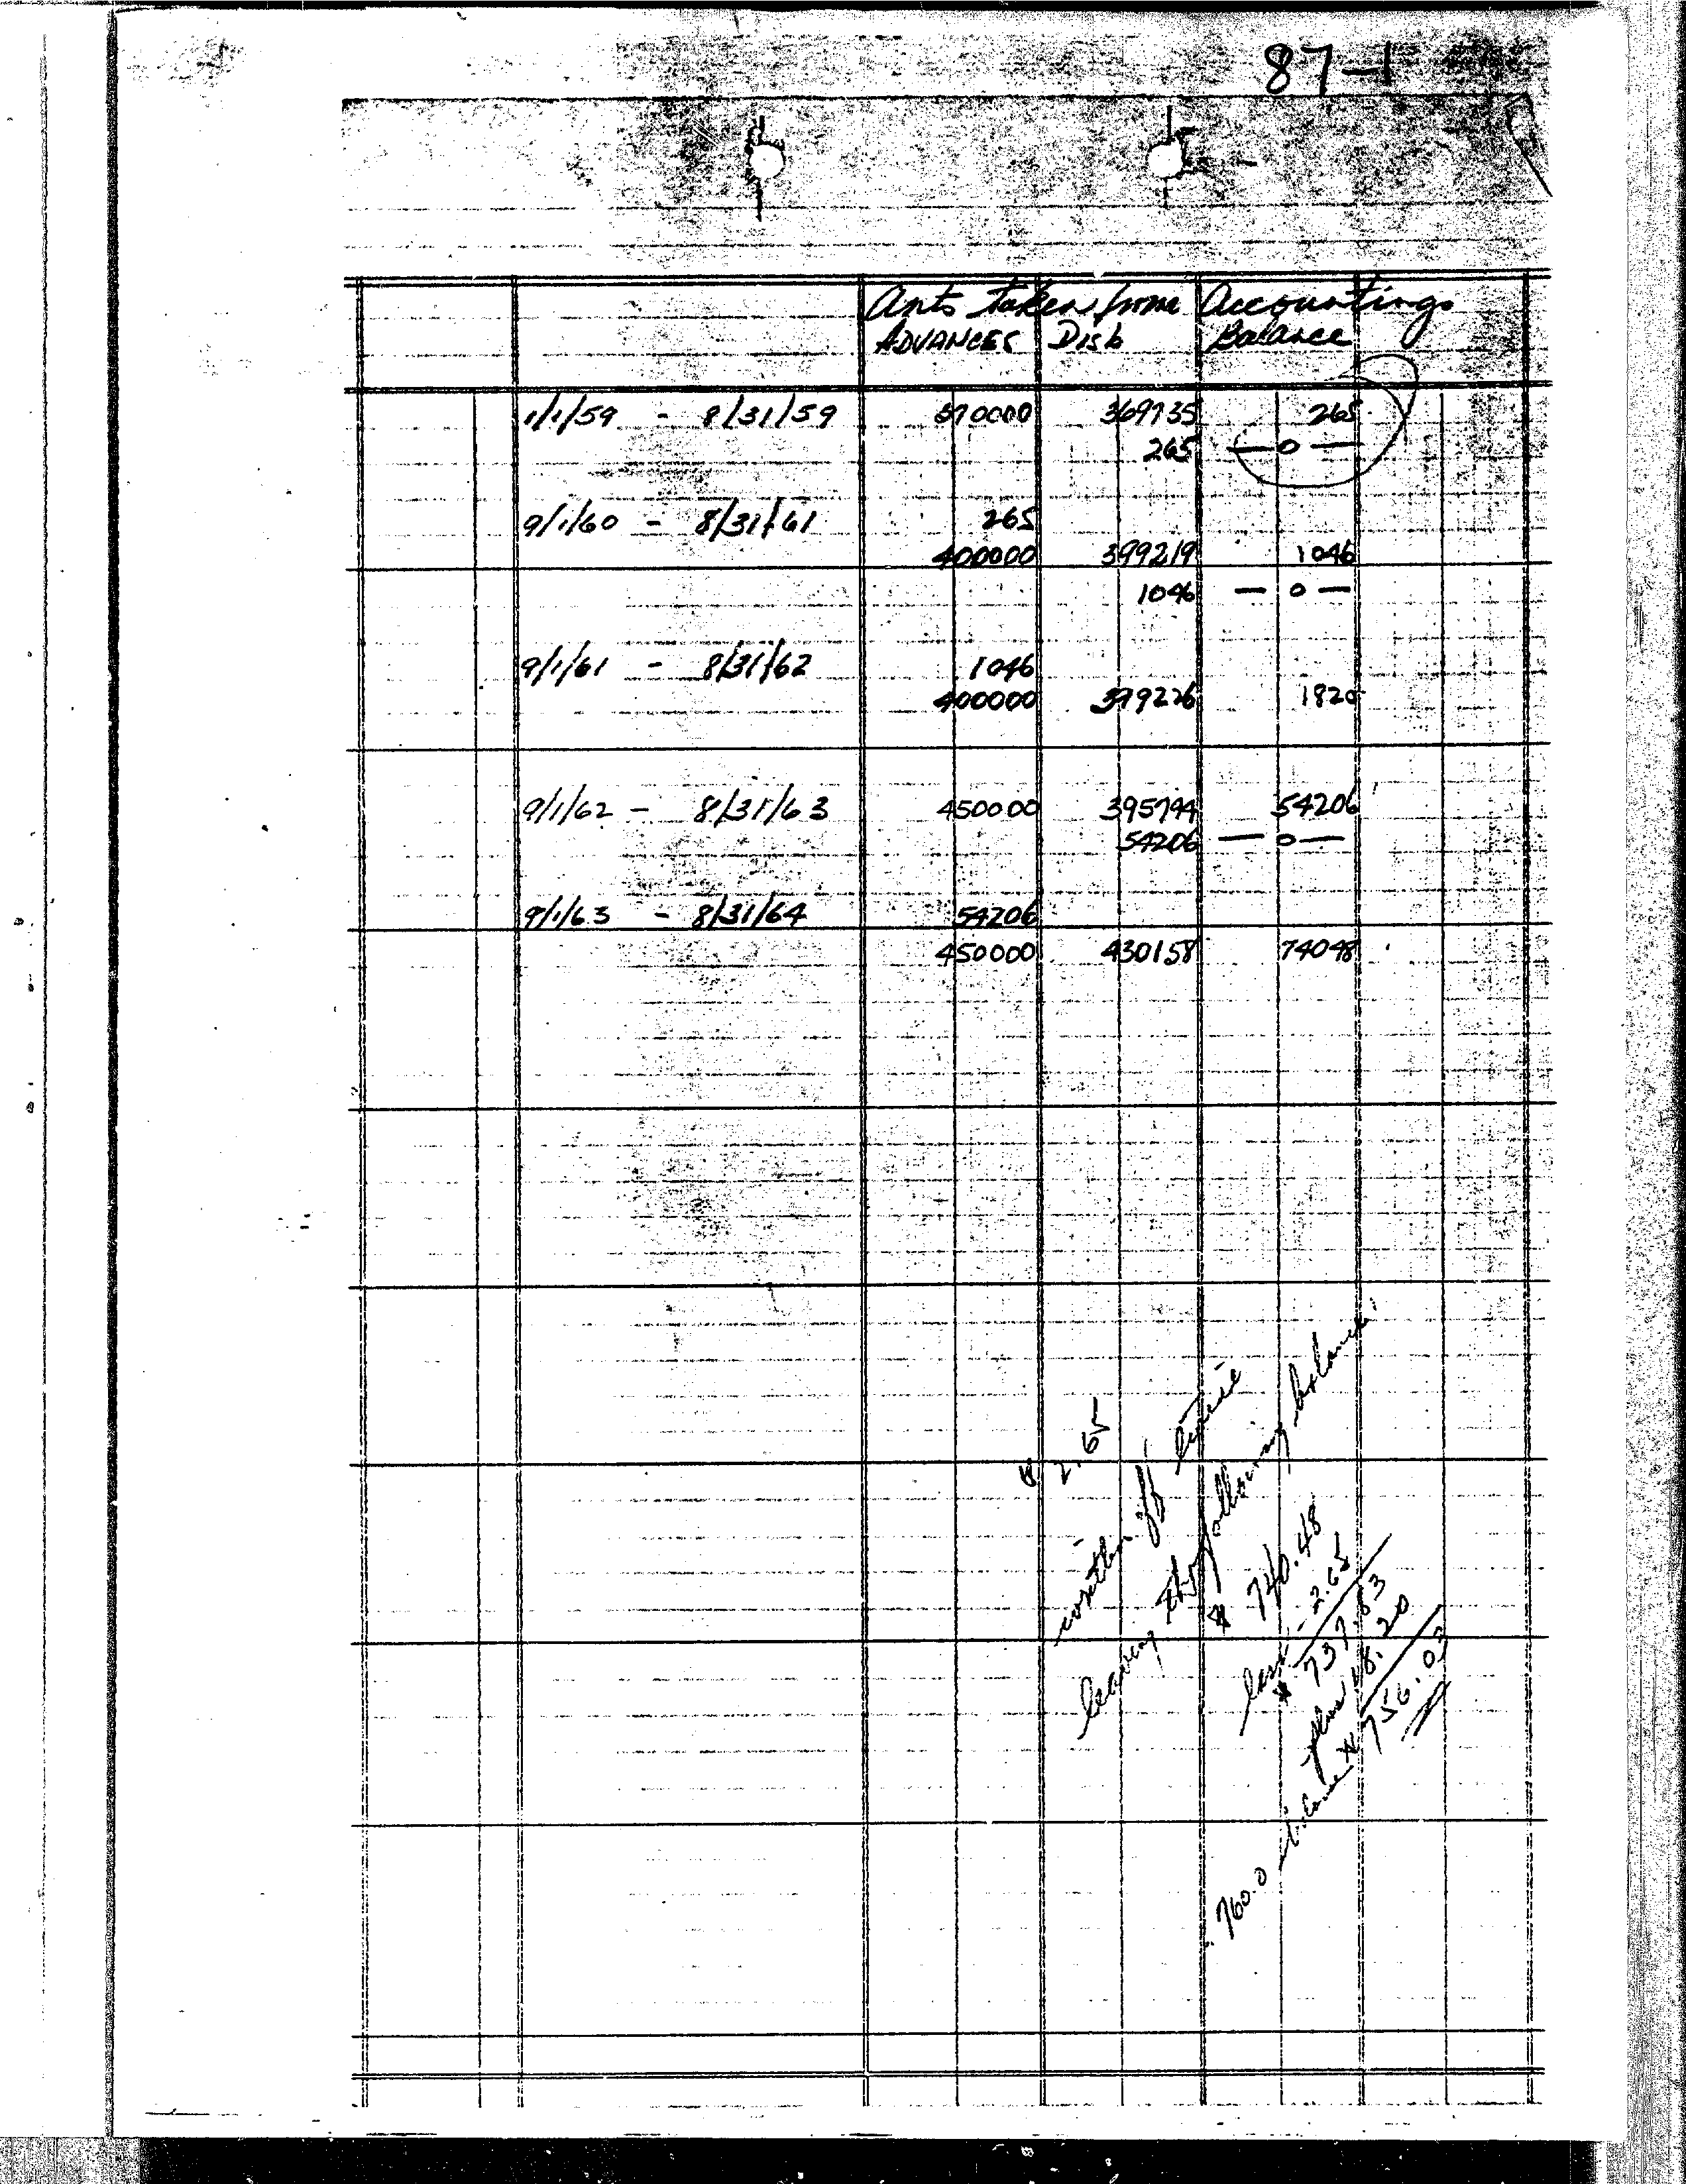 87-1
Amts taken from Accountings
ADVANCES Disb Balance
1/1/59 - 8/31/59 370000 369735 265
265 — 0 —
9/1/60 - 8/31/61 265
400000 399219 1046
1046 — 0 —
9/1/61 - 8/31/62 1046
400000 399226 1820
9/1/62 - 8/31/63 450000 395794 54206
54206 — 0 —
9/1/63 - 8/31/64 54206
450000 430158 74048
$ 2.65
written off
leaving the following balance
$ 740.48
less - 2.65
$ 737.83
plus 18.20
$ 756.03
760.0